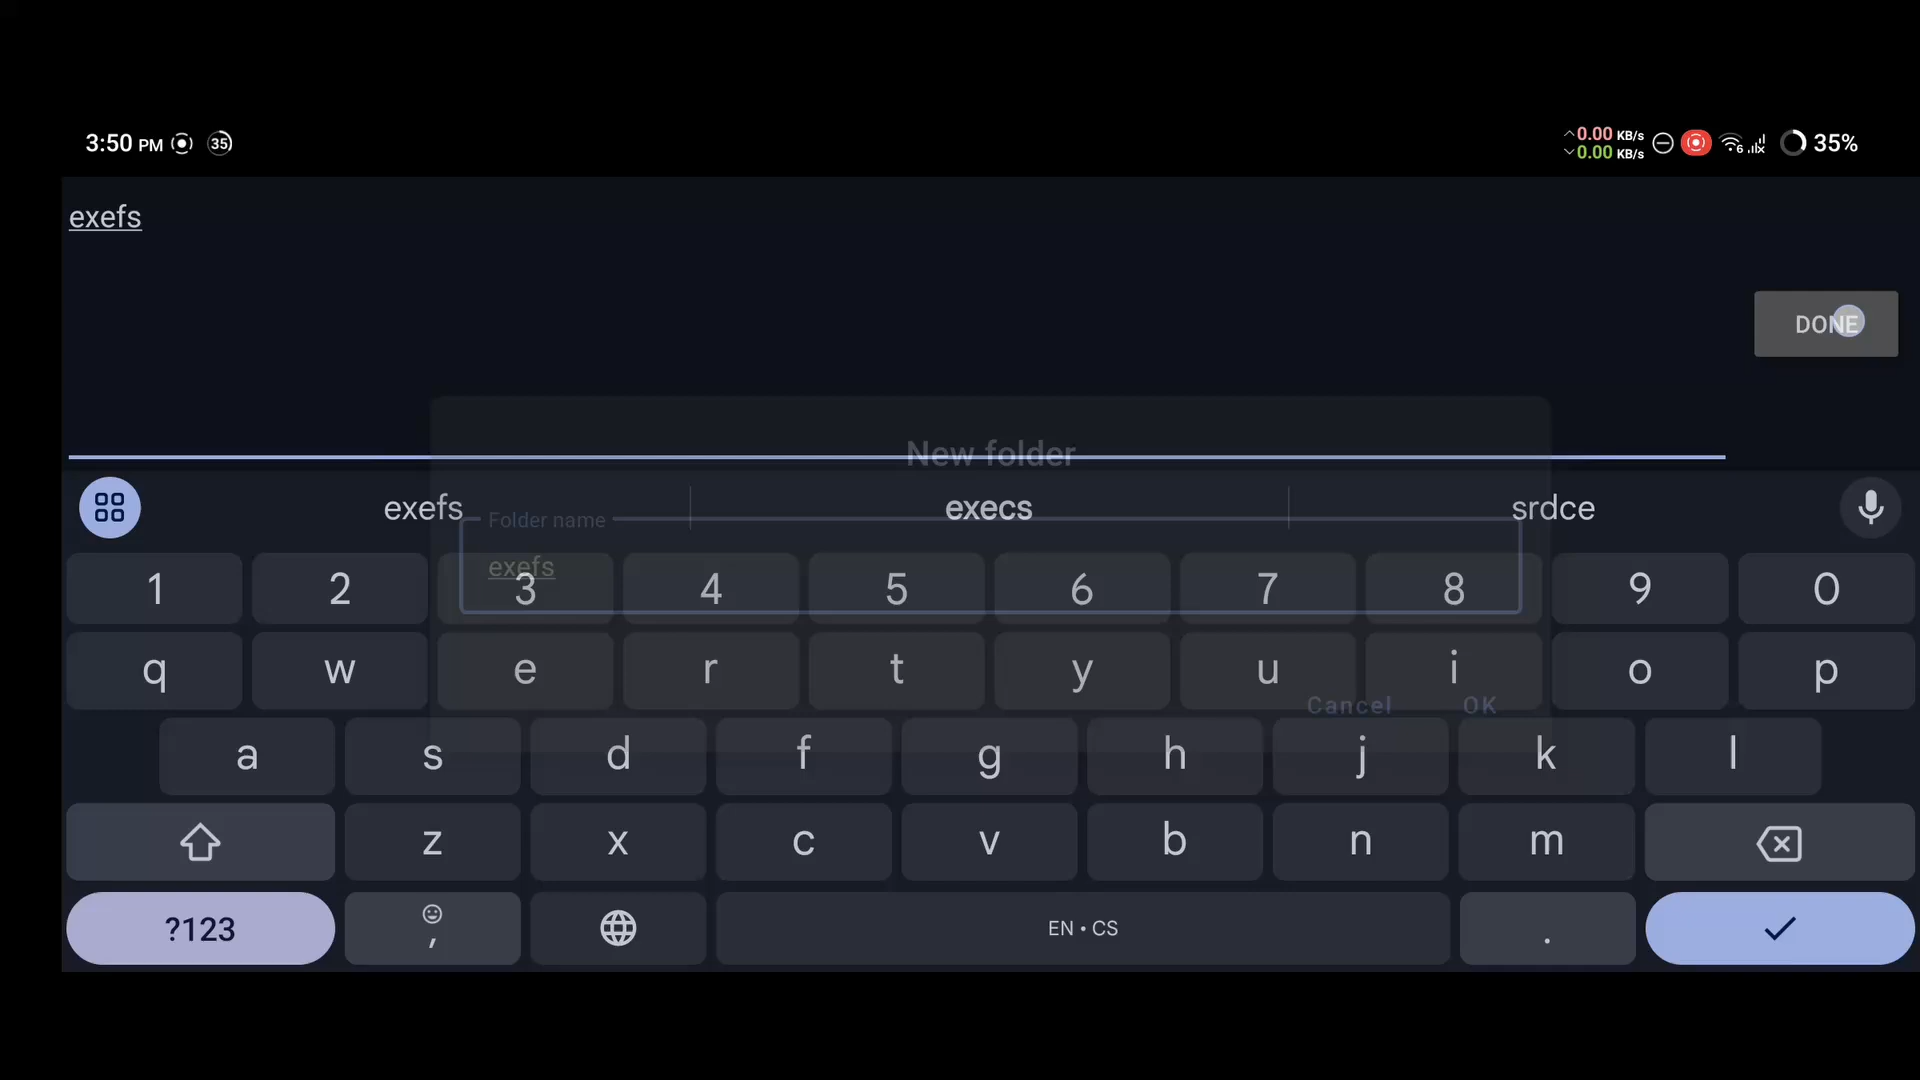 3:50 PM 35 0.00 KB/s 35%
0.00 KB/s
exefs
DONE
New folder
exefs execs srdce
Folder name
exefs
1 2 3 4 5 6 7 8 9 0
q w e r t y u i o p
Cancel OK
a s d f g h j k l
z x c v b n m
?123 , EN • CS .